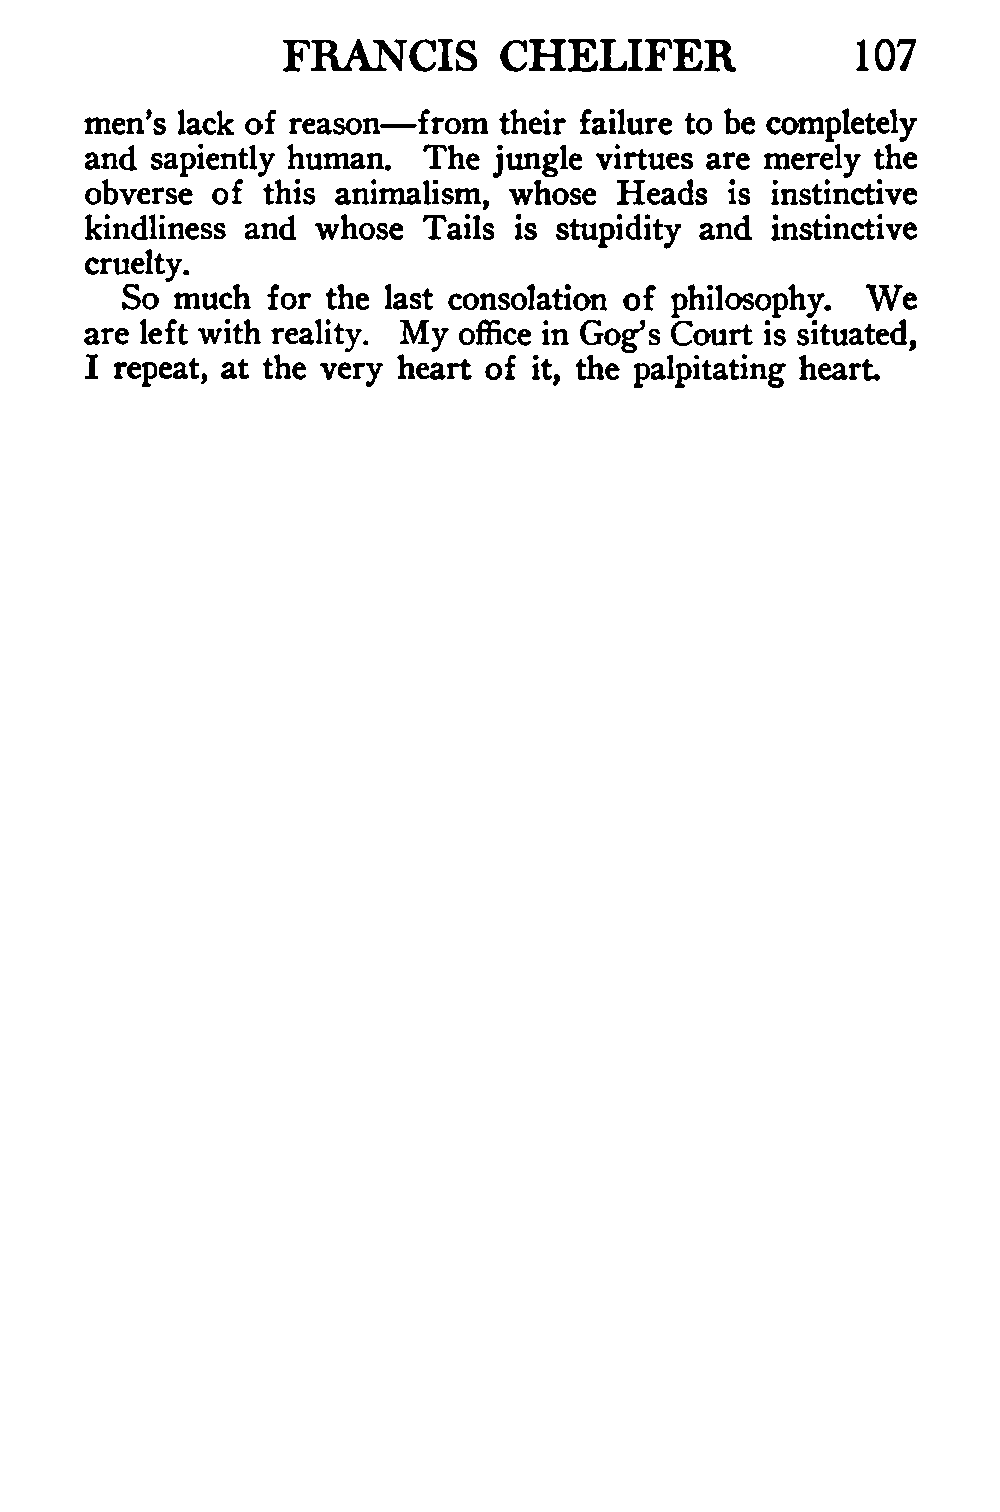 FRANCIS CHELIFER 107
men's lack of reason—from their failure to be completely
and sapiently human. The jungle virtues are merely the
obverse of this animalism, whose Heads is instinctive
kindliness and whose Tails is stupidity and instinctive
cruelty.
So much for the last consolation of philosophy. We
are left with reality. My office in Gog's Court is situated,
I repeat, at the very heart of it, the palpitating heart.